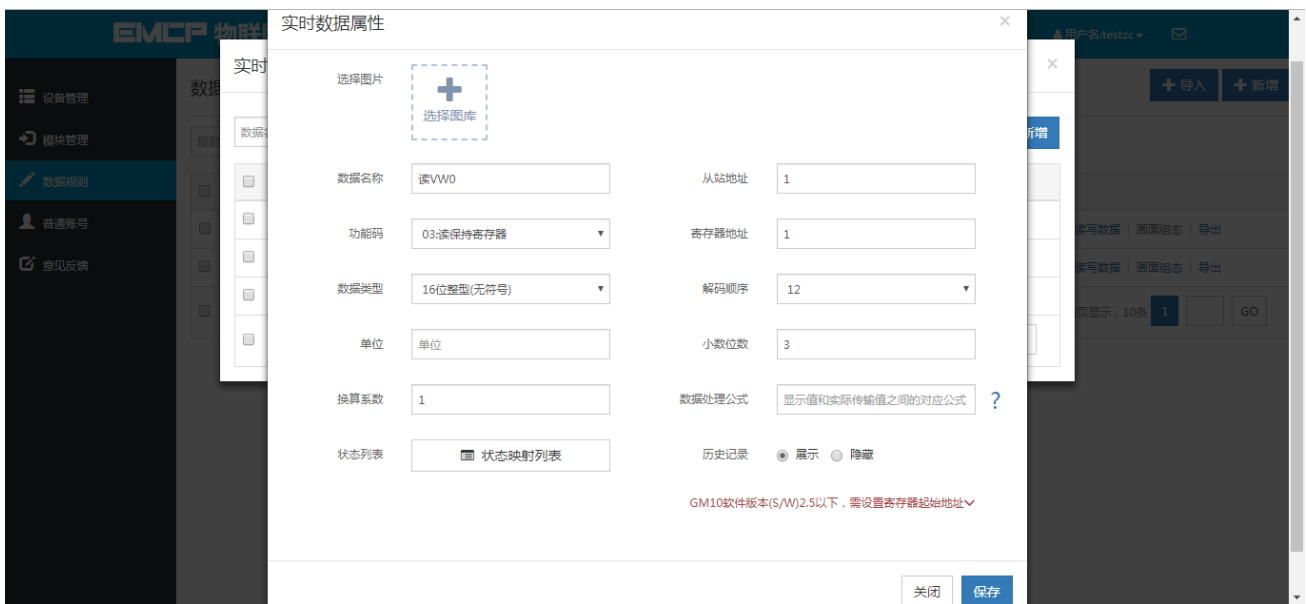 EMCP 物联
实时数据属性 ×
用户名:testzc
实时 ×
选择图片
选择图库
设备管理
数据
导入 新增
模块管理
数据名
新增
规则
数据规则
数据名称 读VW0 从站地址 1
普通账号
功能码 03:读保持寄存器 寄存器地址 1
读写数据 画面组态 导出
意见反馈
读写数据 画面组态 导出
数据类型 16位整型(无符号) 解码顺序 12
页显示：10条 1 GO
单位 单位 小数位数 3
换算系数 1 数据处理公式 显示值和实际传输值之间的对应公式 ?
状态列表 状态映射列表 历史记录 展示 隐藏
GM10软件版本(S/W)2.5以下，需设置寄存器起始地址
关闭 保存